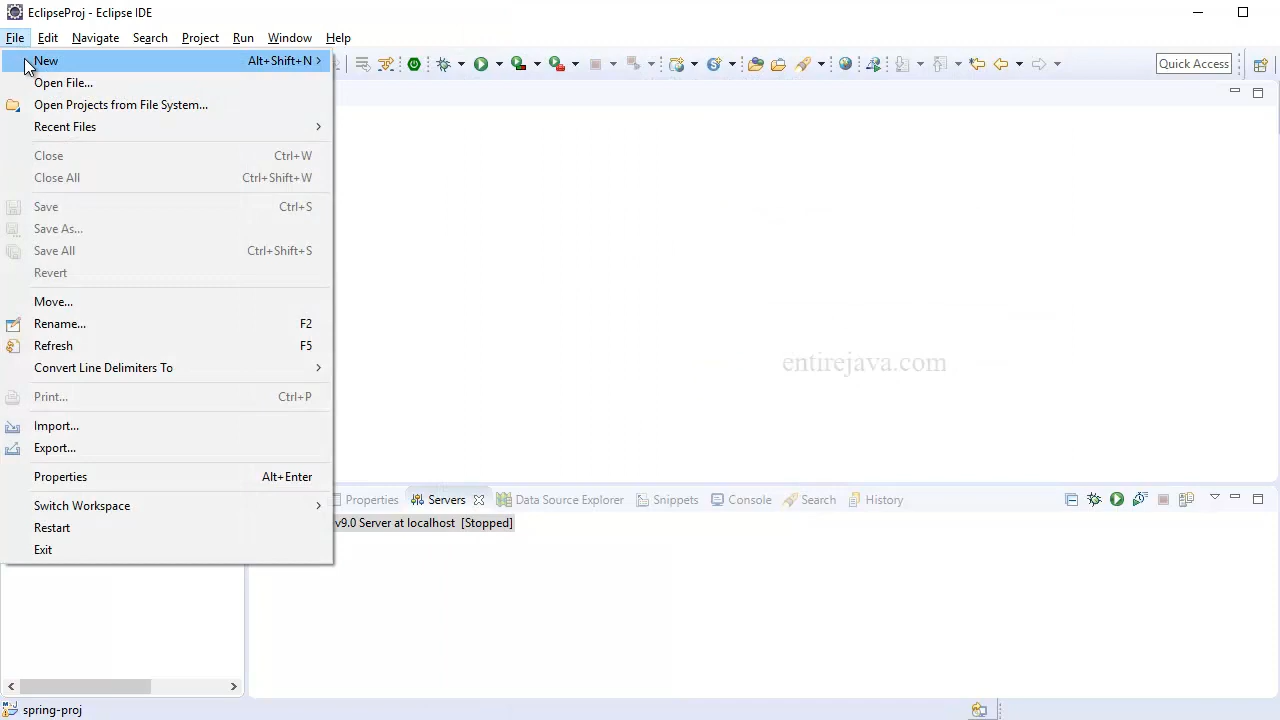 EclipseProj - Eclipse IDE
File Edit Navigate Search Project Run Window Help
New Alt+Shift+N
Quick Access
Open File...
Open Projects from File System...
Recent Files
Close Ctrl+W
Close All Ctrl+Shift+W
Save Ctrl+S
Save As...
Save All Ctrl+Shift+S
Revert
Move...
Rename... F2
Refresh F5
Convert Line Delimiters To
entirejava.com
Print... Ctrl+P
Import...
Export...
Properties Alt+Enter
Properties Servers Data Source Explorer Snippets Console Search History
Switch Workspace
v9.0 Server at localhost [Stopped]
Restart
Exit
spring-proj